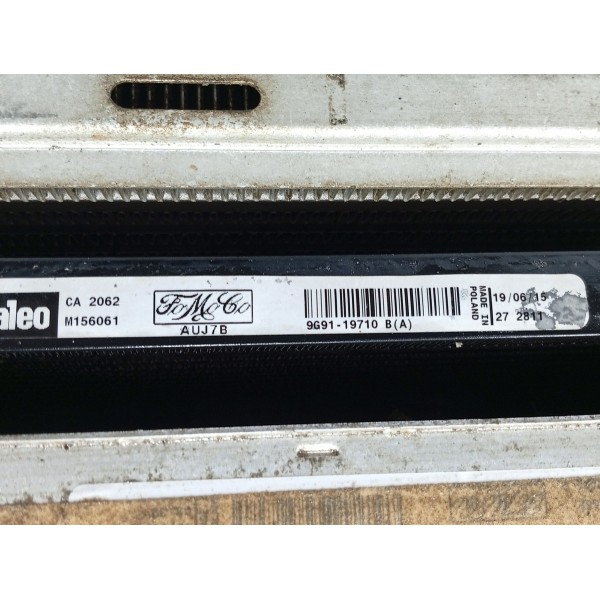 aleo
CA 2062
M156061
FoMoCo
AUJ7B
9G91-19710 B(A)
MADE IN
POLAND
19/06/15
27 2811